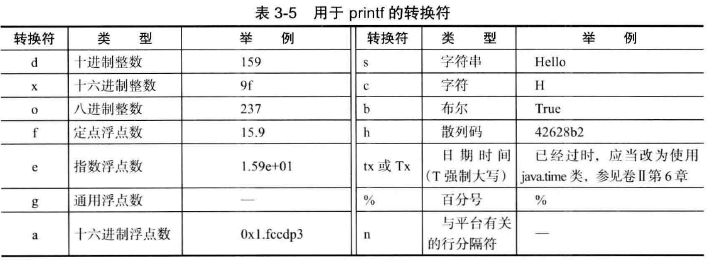 表 3-5 用于 printf 的转换符
转换符 类 型 举 例 转换符 类 型 举 例
d 十进制整数 159 s 字符串 Hello
x 十六进制整数 9f c 字符 H
o 八进制整数 237 b 布尔 True
f 定点浮点数 15.9 h 散列码 42628b2
e 指数浮点数 1.59e+01 tx 或 Tx 日期时间 已经过时，应当改为使用
（T 强制大写） java.time 类，参见卷Ⅱ第 6 章
g 通用浮点数 — % 百分号 %
a 十六进制浮点数 0x1.fccdp3 n 与平台有关 —
的行分隔符